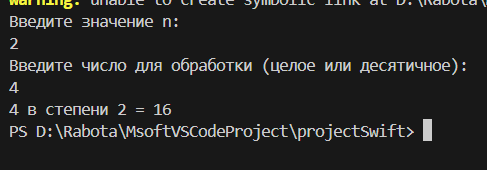 warning: unable to create symbolic link at D:\Rabota\M
Введите значение n:
2
Введите число для обработки (целое или десятичное):
4
4 в степени 2 = 16
PS D:\Rabota\MsoftVSCodeProject\projectSwift>